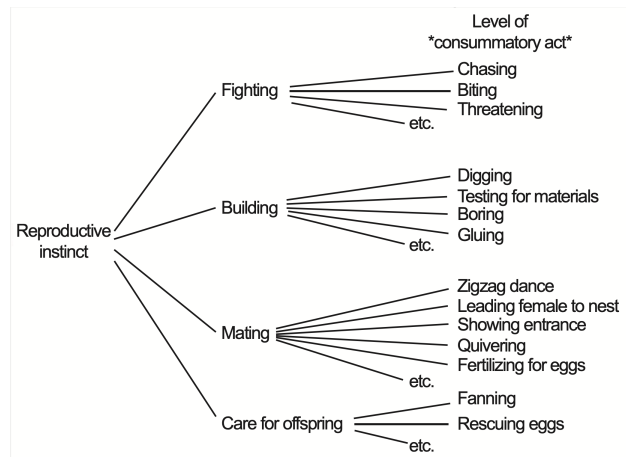 Level of
*consummatory act*
Fighting
Chasing
Biting
Threatening
etc.
Building
Digging
Testing for materials
Boring
Gluing
etc.
Reproductive
instinct
Mating
Zigzag dance
Leading female to nest
Showing entrance
Quivering
Fertilizing for eggs
etc.
Care for offspring
Fanning
Rescuing eggs
etc.